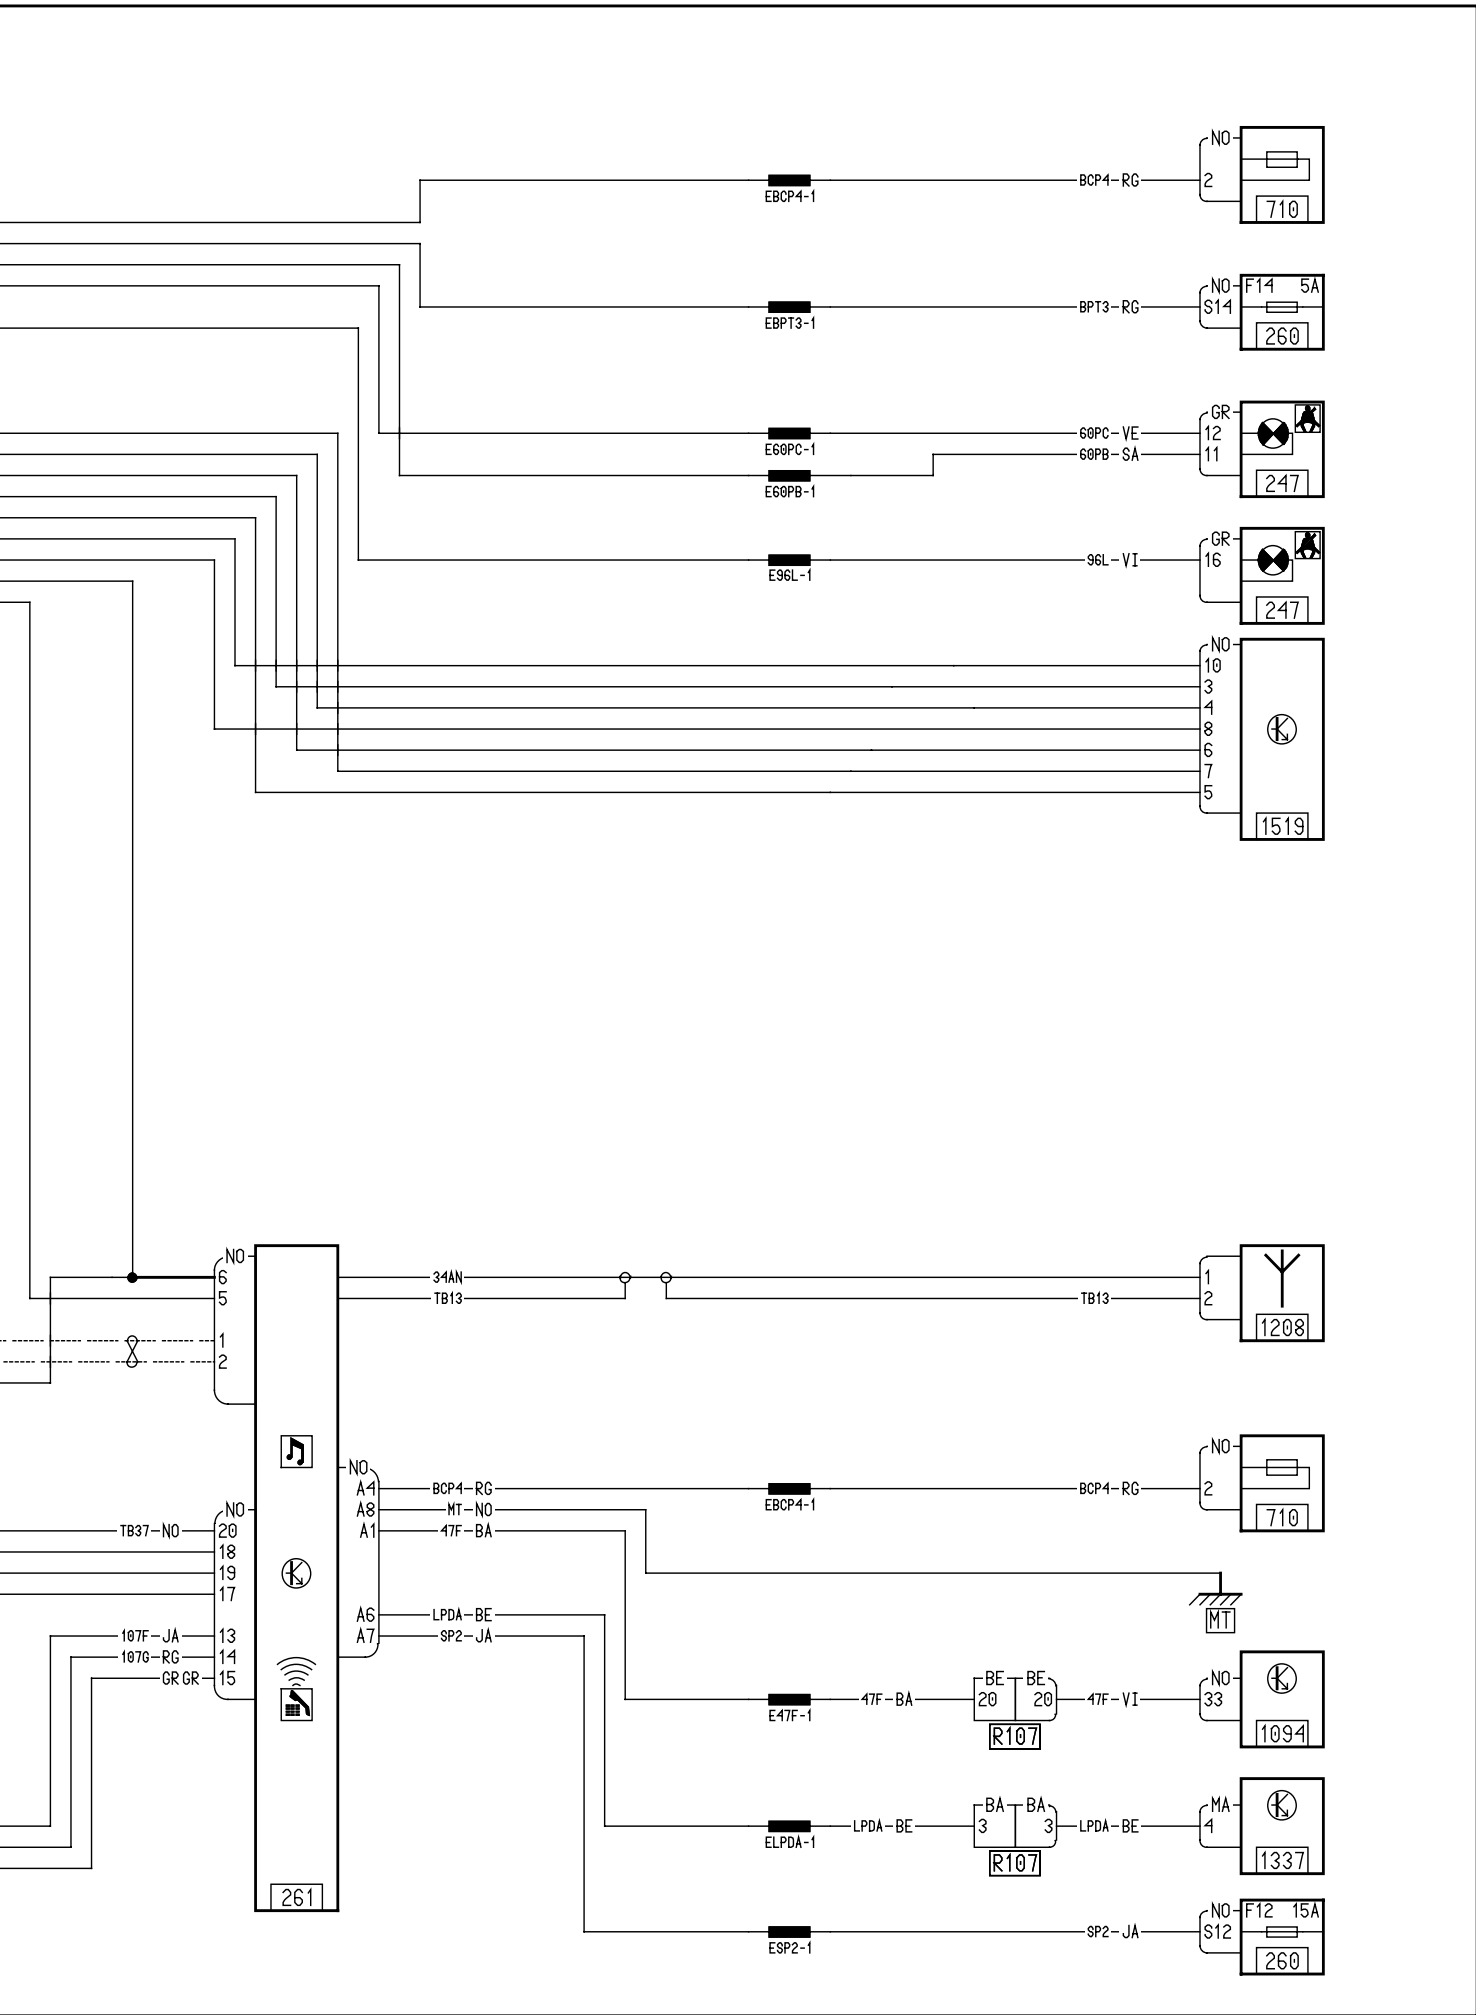 NO
BCP4-RG 2
EBCP4-1
710
NO F14 5A
BPT3-RG S14
EBPT3-1
260
GR
60PC-VE 12
E60PC-1 60PB-SA 11
E60PB-1 247
GR
96L-VI 16
E96L-1
247
NO
10
3
4
8
6
7
5
1519
NO
6 34AN 1
5 TB13 TB13 2
1208
1
2
NO NO
A4 BCP4-RG BCP4-RG 2
EBCP4-1
NO A8 MT-NO 710
TB37-NO 20 A1 47F-BA
18
19
17
A6 LPDA-BE MT
107F-JA 13 A7 SP2-JA
107G-RG 14
GR GR 15 BE BE NO
47F-BA 20 20 47F-VI 33
E47F-1
R107 1094
BA BA MA
LPDA-BE 3 3 LPDA-BE 4
ELPDA-1
R107 1337
261
NO F12 15A
SP2-JA S12
ESP2-1
260